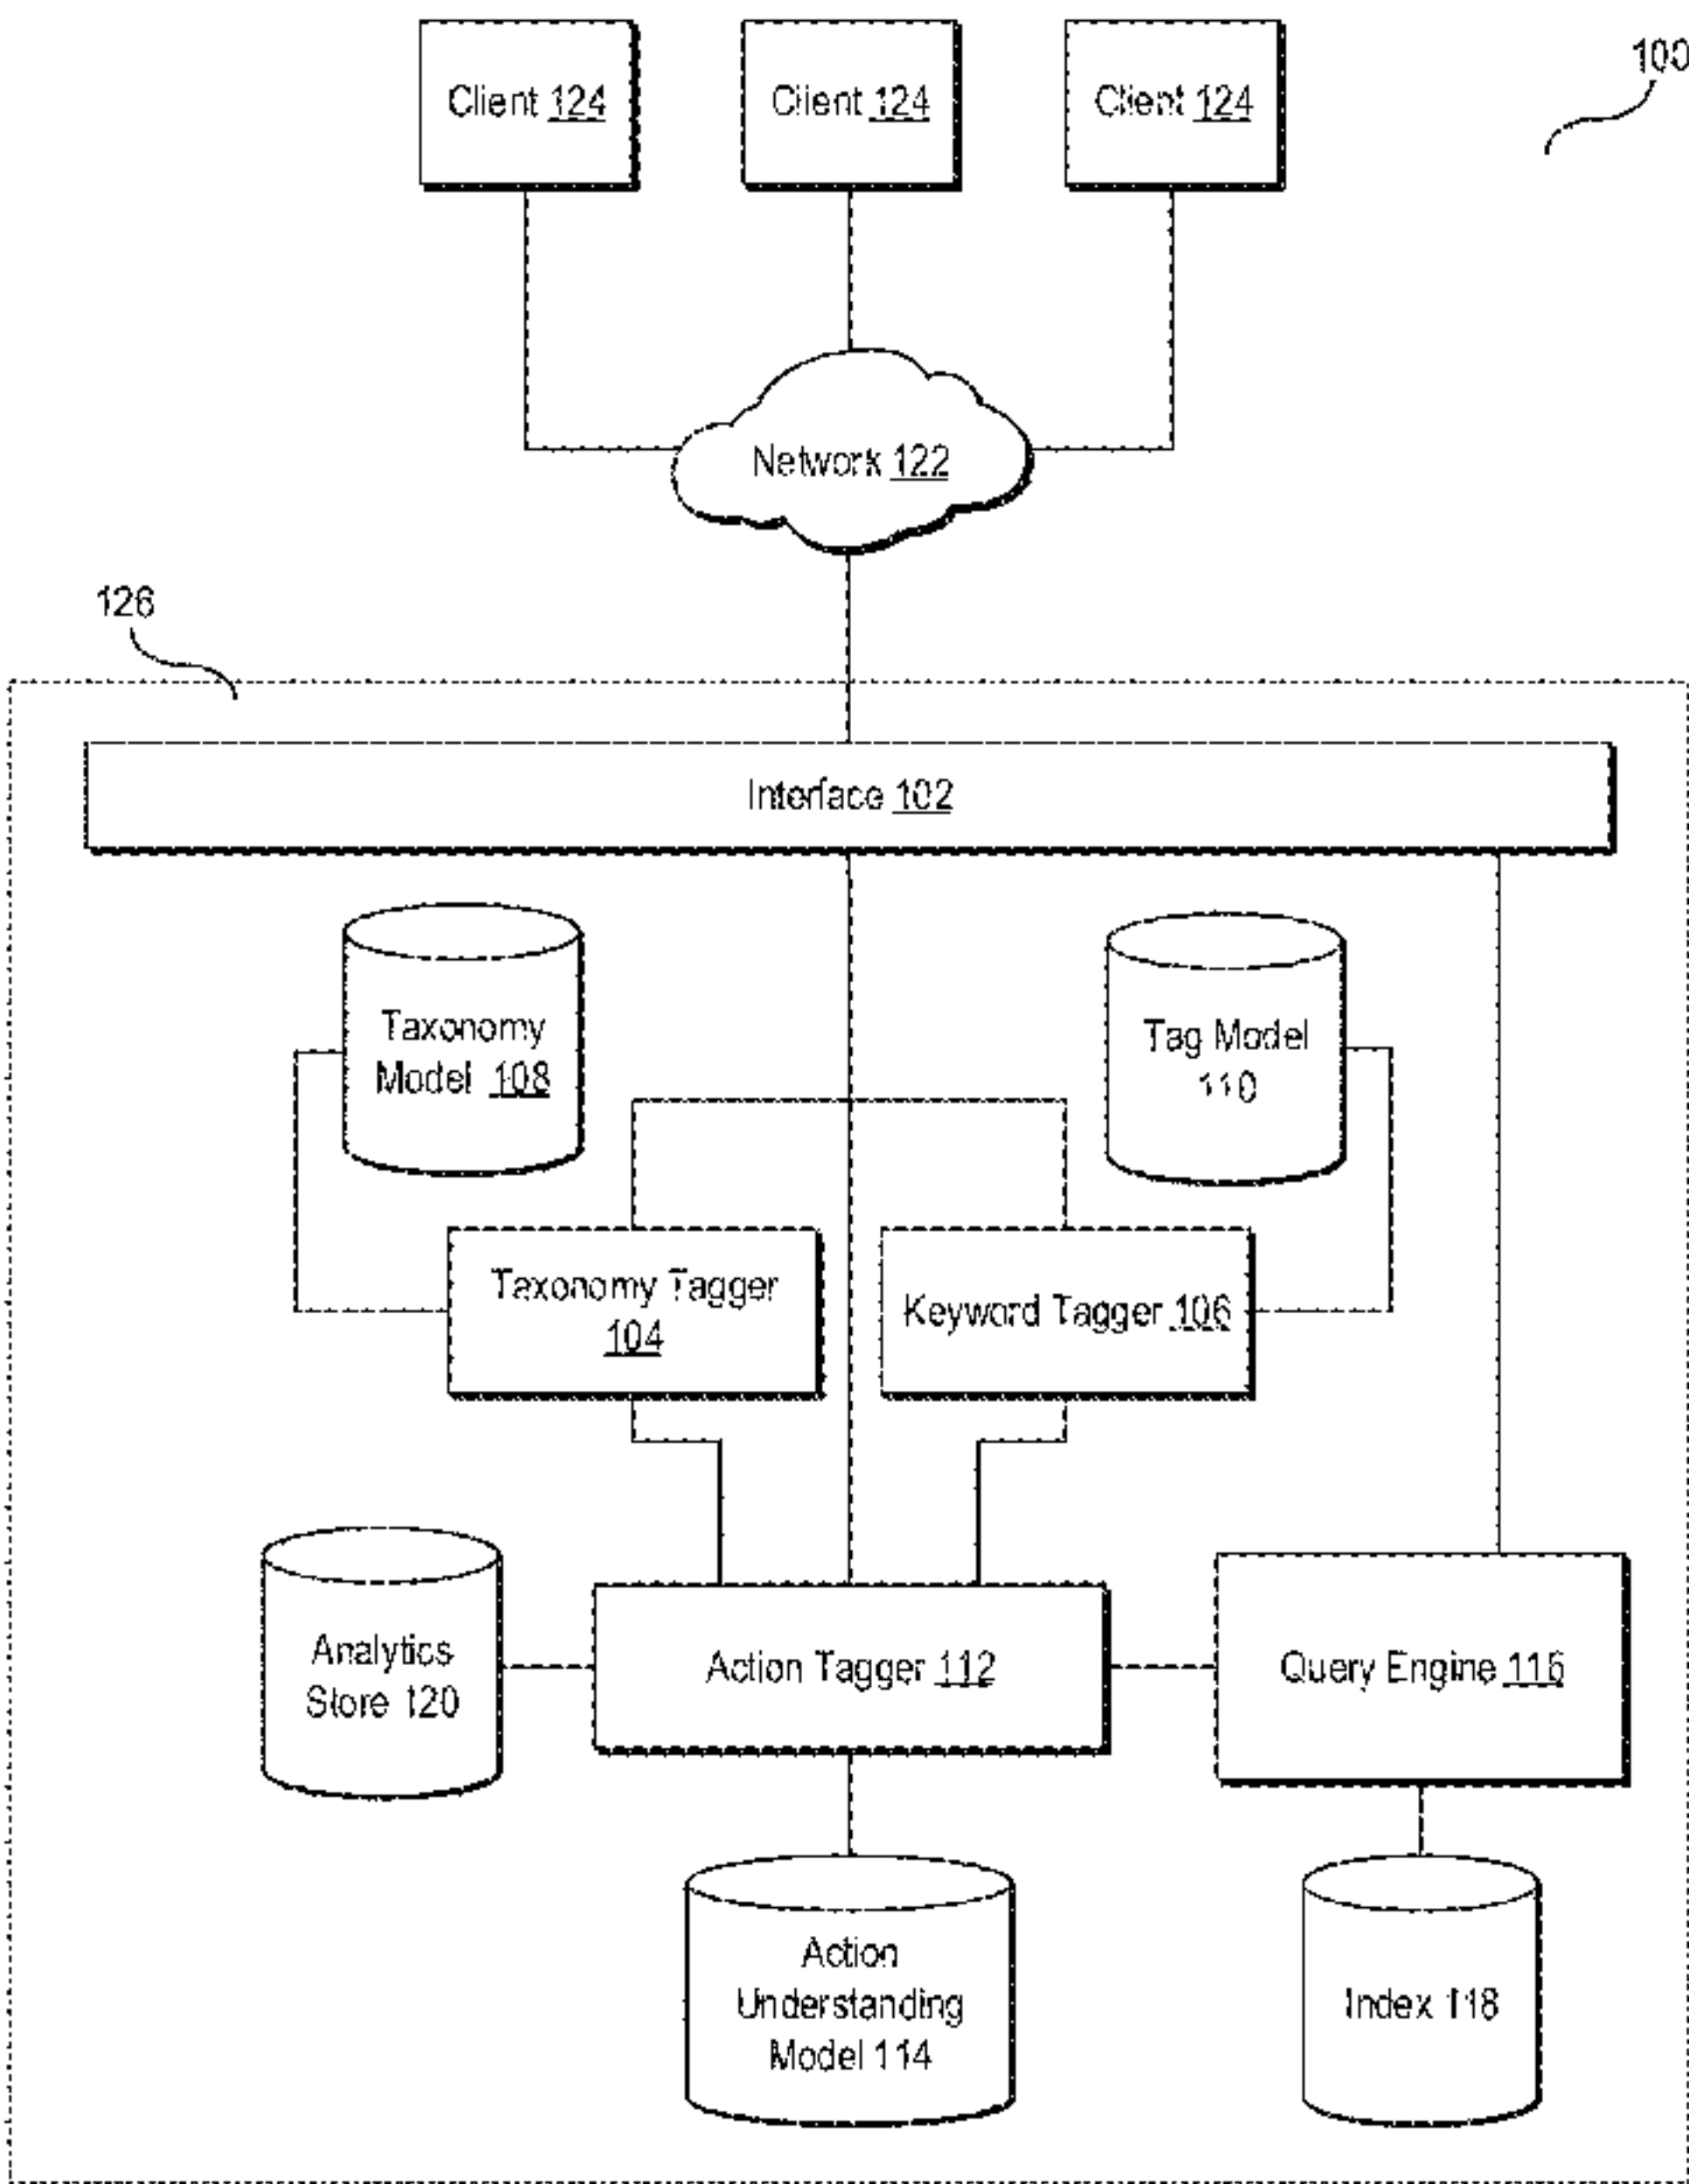 Client 124
Client 124
Client 124
100
Network 122
126
Interface 102
Taxonomy
Model 108
Tag Model
110
Taxonomy Tagger
104
Keyword Tagger 106
Analytics
Store 120
Action Tagger 112
Query Engine 116
Action
Understanding
Model 114
Index 118